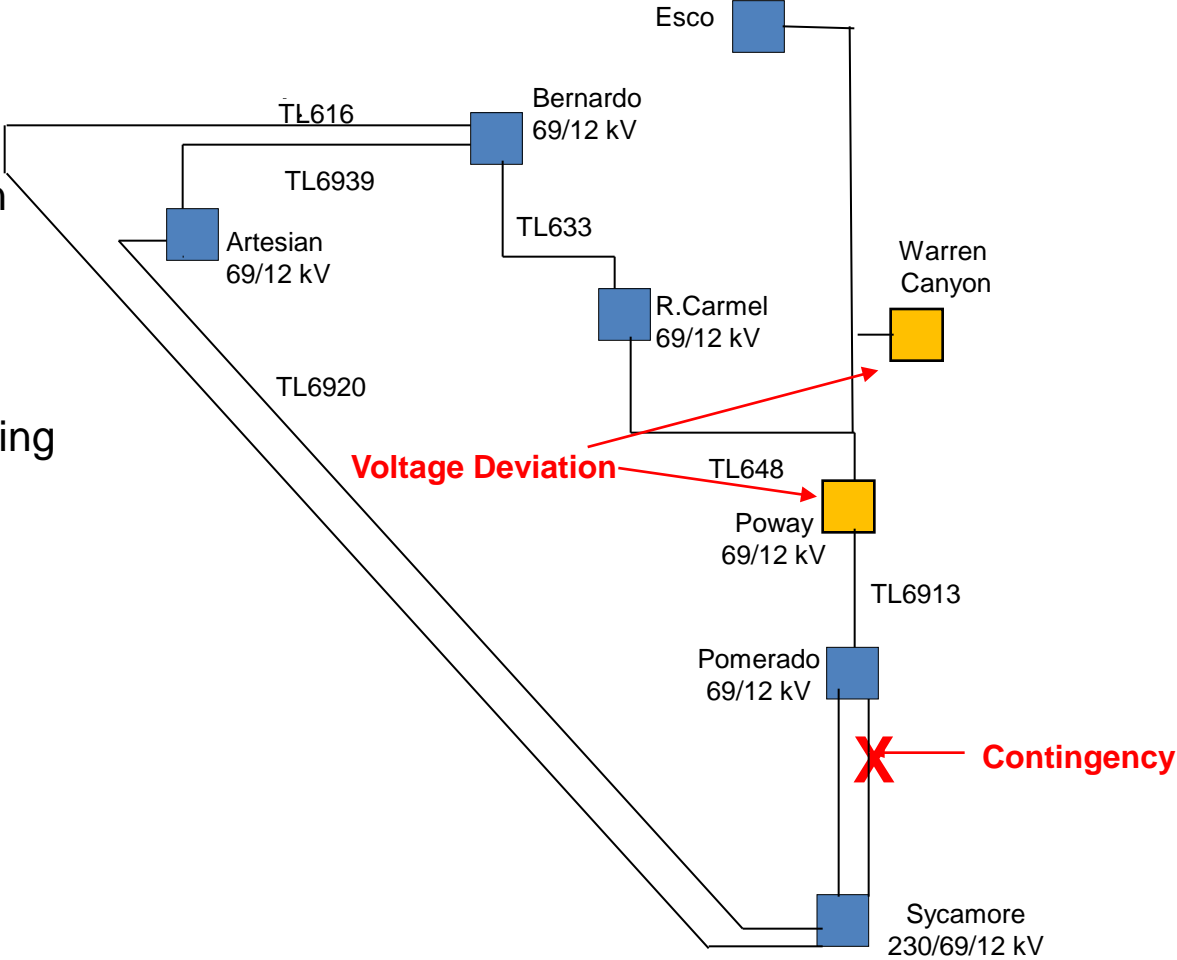 Esco
Bernardo
69/12 kV
TL616
TL6939
n
Artesian
69/12 kV
TL633
Warren
Canyon
R.Carmel
69/12 kV
TL6920
ing
Voltage Deviation
TL648
Poway
69/12 kV
TL6913
Pomerado
69/12 kV
X
Contingency
Sycamore
230/69/12 kV